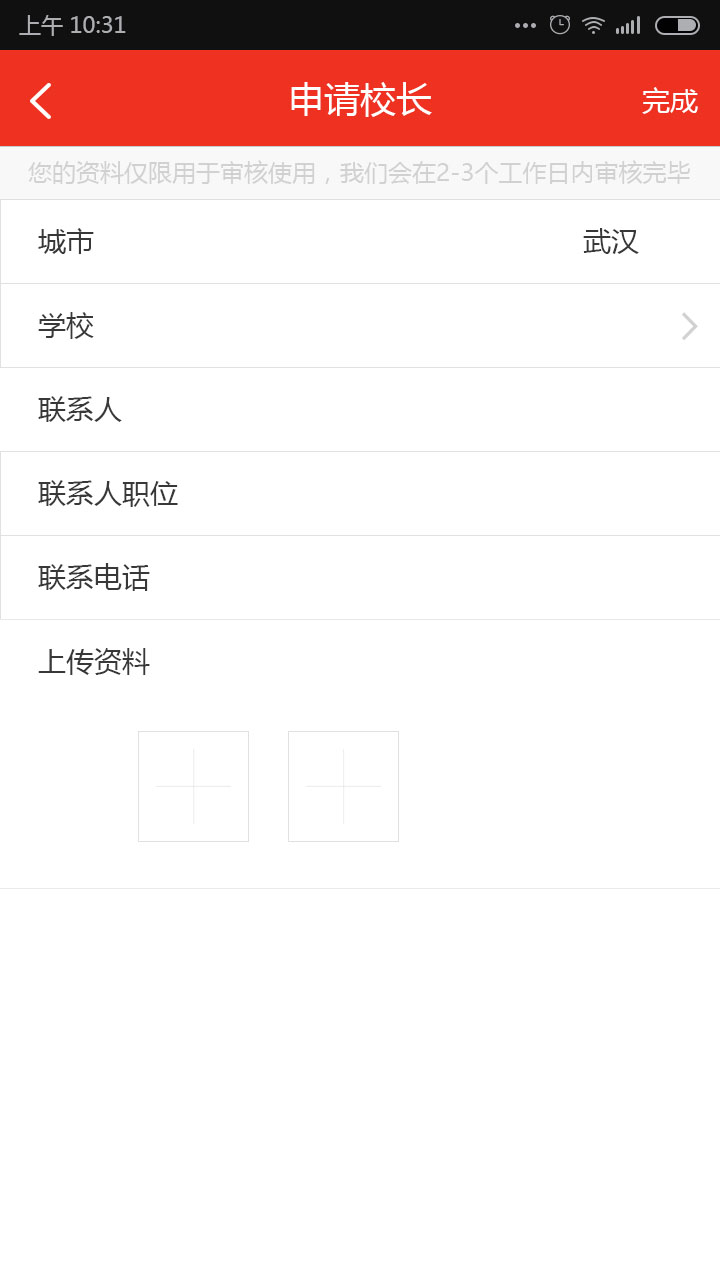 上午 10:31
申请校长 完成
您的资料仅限用于审核使用，我们会在2-3个工作日内审核完毕
城市 武汉
学校
联系人
联系人职位
联系电话
上传资料